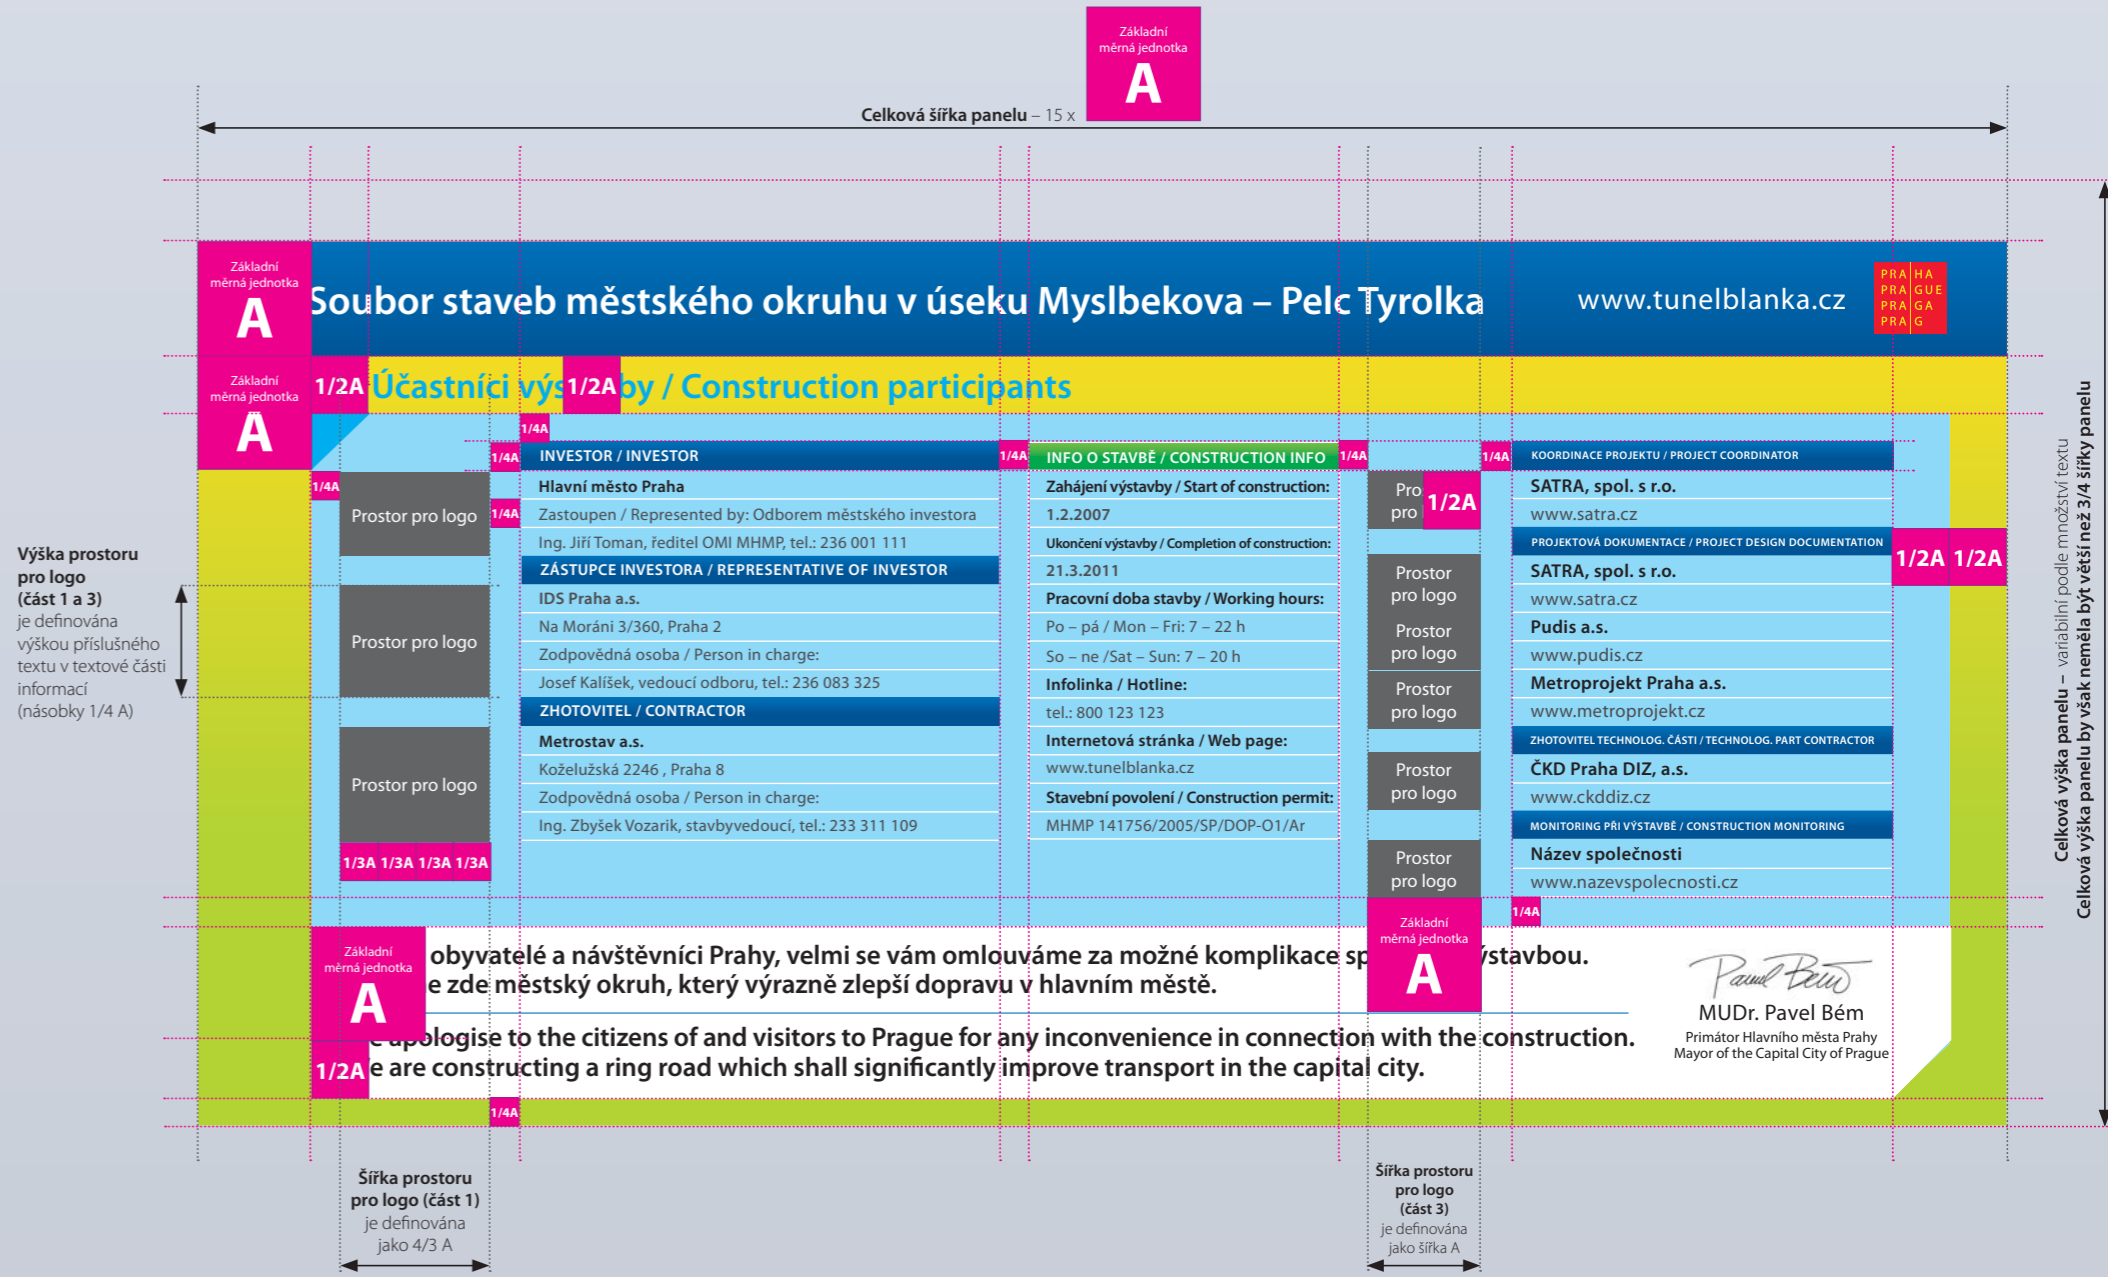 Základní
měrná jednotka
A
Celková šířka panelu – 15 x
Základní
měrná jednotka
A
Soubor staveb městského okruhu v úseku Myslbekova – Pelc Tyrolka
www.tunelblanka.cz
PRA HA
PRA GUE
PRA GA
PRA G
Základní
měrná jednotka
A
1/2A
Účastníci výs
1/2A
by / Construction participants
1/4A
1/4A
INVESTOR / INVESTOR
1/4A
INFO O STAVBĚ / CONSTRUCTION INFO
1/4A
1/4A
KOORDINACE PROJEKTU / PROJECT COORDINATOR
1/4A
Prostor pro logo
1/4A
Hlavní město Praha
Zastoupen / Represented by: Odborem městského investora
Ing. Jiří Toman, ředitel OMI MHMP, tel.: 236 001 111
ZÁSTUPCE INVESTORA / REPRESENTATIVE OF INVESTOR
Prostor pro logo
IDS Praha a.s.
Na Moráni 3/360, Praha 2
Zodpovědná osoba / Person in charge:
Josef Kalíšek, vedoucí odboru, tel.: 236 083 325
ZHOTOVITEL / CONTRACTOR
Prostor pro logo
Metrostav a.s.
Koželužská 2246 , Praha 8
Zodpovědná osoba / Person in charge:
Ing. Zbyšek Vozarik, stavbyvedoucí, tel.: 233 311 109
1/3A 1/3A 1/3A 1/3A
Zahájení výstavby / Start of construction:
1.2.2007
Ukončení výstavby / Completion of construction:
21.3.2011
Pracovní doba stavby / Working hours:
Po – pá / Mon – Fri: 7 – 22 h
So – ne /Sat – Sun: 7 – 20 h
Infolinka / Hotline:
tel.: 800 123 123
Internetová stránka / Web page:
www.tunelblanka.cz
Stavební povolení / Construction permit:
MHMP 141756/2005/SP/DOP-O1/Ar
Pro
pro
1/2A
Prostor
pro logo
Prostor
pro logo
Prostor
pro logo
Prostor
pro logo
Prostor
pro logo
SATRA, spol. s r.o.
www.satra.cz
PROJEKTOVÁ DOKUMENTACE / PROJECT DESIGN DOCUMENTATION
1/2A 1/2A
SATRA, spol. s r.o.
www.satra.cz
Pudis a.s.
www.pudis.cz
Metroprojekt Praha a.s.
www.metroprojekt.cz
ZHOTOVITEL TECHNOLOG. ČÁSTI / TECHNOLOG. PART CONTRACTOR
ČKD Praha DIZ, a.s.
www.ckddiz.cz
MONITORING PŘI VÝSTAVBĚ / CONSTRUCTION MONITORING
Název společnosti
www.nazevspolecnosti.cz
1/4A
Výška prostoru
pro logo
(část 1 a 3)
je definována
výškou příslušného
textu v textové části
informací
(násobky 1/4 A)
Celková výška panelu – variabilní podle množství textu
Celková výška panelu by však neměla být větší než 3/4 šířky panelu
Základní
měrná jednotka
A
obyvatelé a návštěvníci Prahy, velmi se vám omlouváme za možné komplikace sp
Základní
měrná jednotka
A
ýstavbou.
e zde městský okruh, který výrazně zlepší dopravu v hlavním městě.
e apologise to the citizens of and visitors to Prague for any inconvenience in connection with the construction.
1/2A
e are constructing a ring road which shall significantly improve transport in the capital city.
Pavel Bém
MUDr. Pavel Bém
Primátor Hlavního města Prahy
Mayor of the Capital City of Prague
1/4A
Šířka prostoru
pro logo (část 1)
je definována
jako 4/3 A
Šířka prostoru
pro logo
(část 3)
je definována
jako šířka A